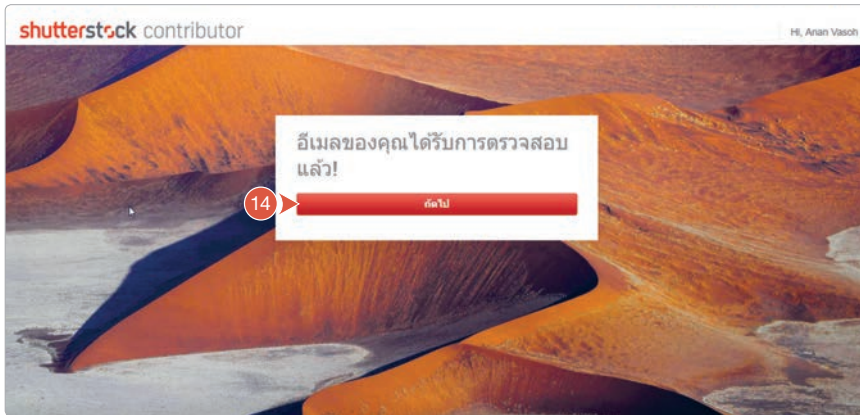 shutterstock contributor
Hi, Anan Vasoh
อีเมลของคุณได้รับการตรวจสอบ
แล้ว!
14
ถัดไป